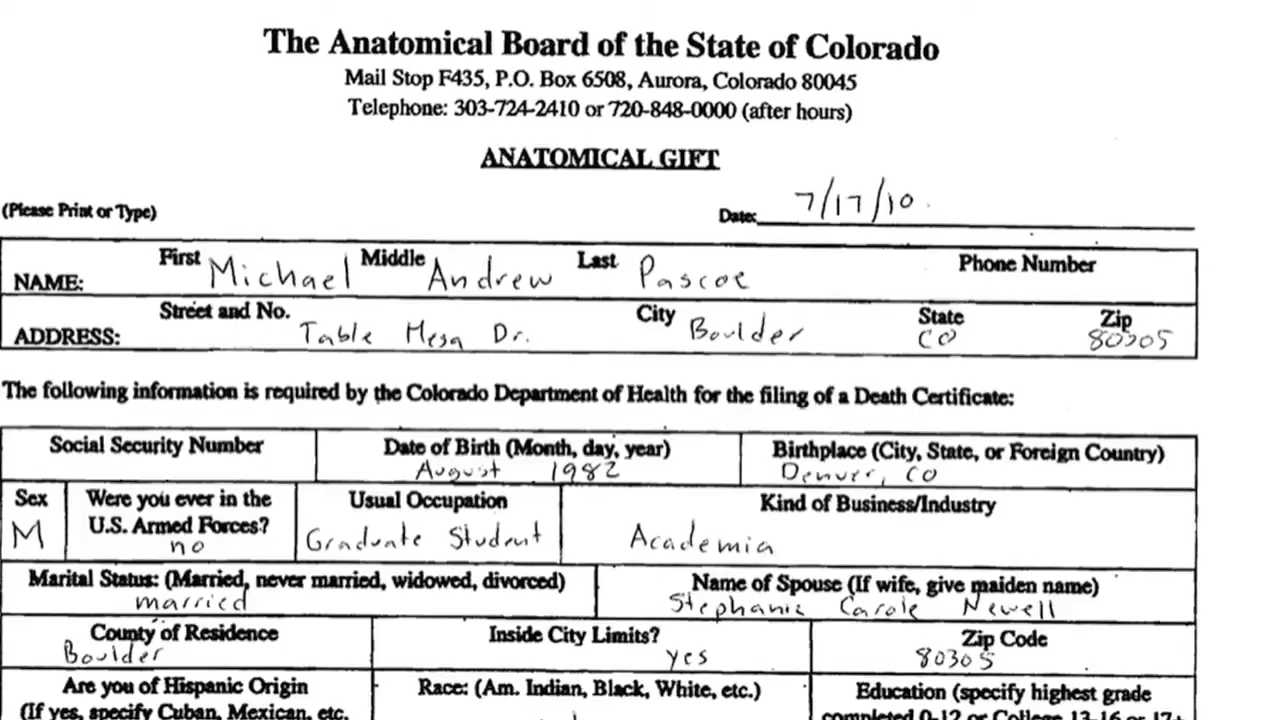 The Anatomical Board of the State of Colorado
Mail Stop F435, P.O. Box 6508, Aurora, Colorado 80045
Telephone: 303-724-2410 or 720-848-0000 (after hours)
ANATOMICAL GIFT
(Please Print or Type) Date: 7/17/10
First Middle Last Phone Number
NAME: Michael Andrew Pascoe
Street and No. City State Zip
ADDRESS: Table Mesa Dr. Boulder CO 80305
The following information is required by the Colorado Department of Health for the filing of a Death Certificate:
Social Security Number Date of Birth (Month, day, year) Birthplace (City, State, or Foreign Country)
August 1982 Denver, CO
Sex Were you ever in the Usual Occupation Kind of Business/Industry
U.S. Armed Forces?
M no Graduate Student Academia
Marital Status: (Married, never married, widowed, divorced) Name of Spouse (If wife, give maiden name)
married Stephanie Carole Newell
County of Residence Inside City Limits? Zip Code
Boulder yes 80305
Are you of Hispanic Origin Race: (Am. Indian, Black, White, etc.) Education (specify highest grade
(If yes, specify Cuban, Mexican, etc. completed 0-12 or College 13-16 or 17+